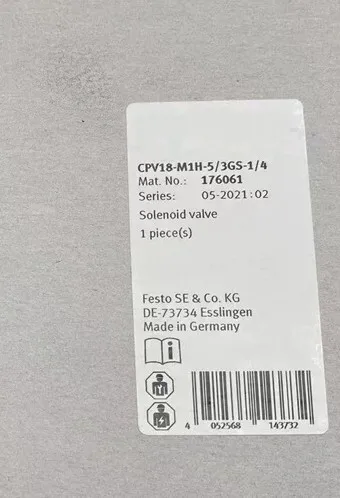 CPV18-M1H-5/3GS-1/4
Mat. No.: 176061
Series: 05-2021:02
Solenoid valve
1 piece(s)
Festo SE & Co. KG
DE-73734 Esslingen
Made in Germany
4 052568 143732